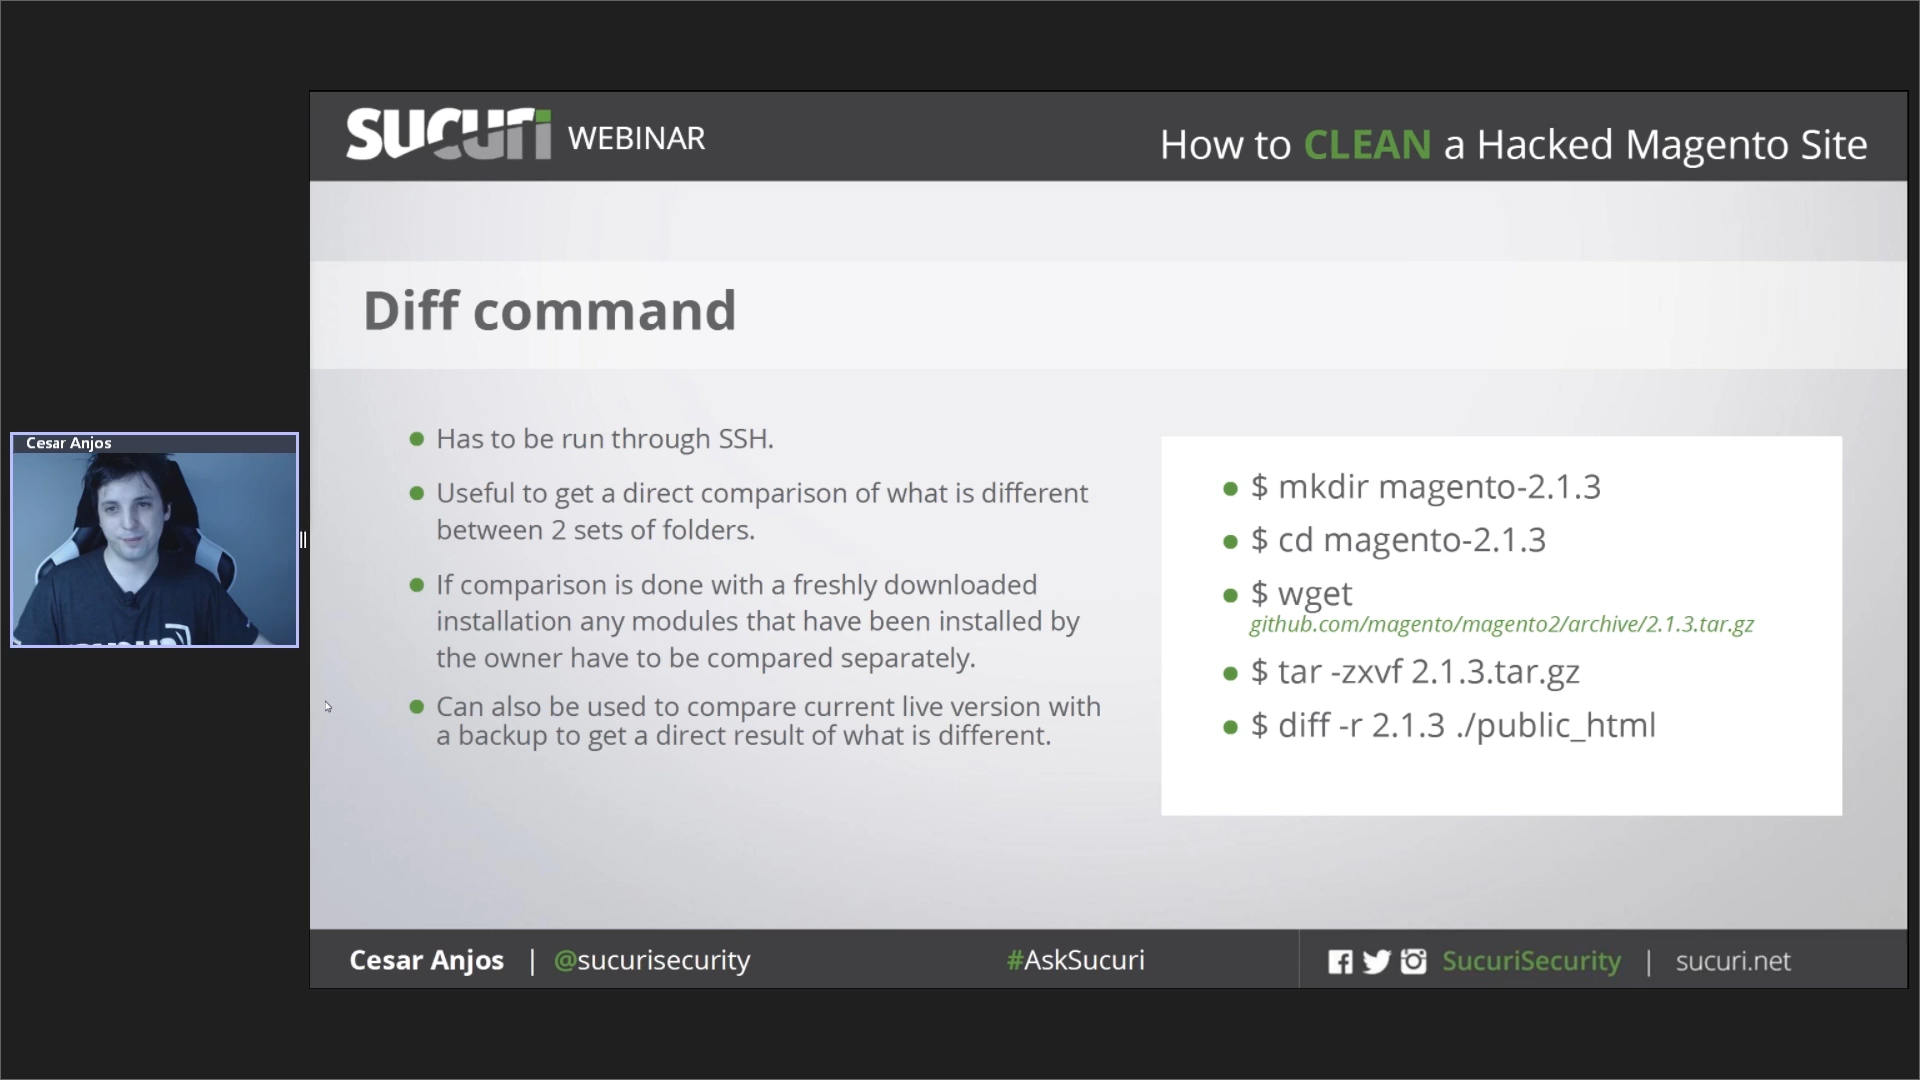 sucuri WEBINAR
How to CLEAN a Hacked Magento Site
Diff command
Cesar Anjos
Has to be run through SSH.
Useful to get a direct comparison of what is different
between 2 sets of folders.
If comparison is done with a freshly downloaded
installation any modules that have been installed by
the owner have to be compared separately.
Can also be used to compare current live version with
a backup to get a direct result of what is different.
$ mkdir magento-2.1.3
$ cd magento-2.1.3
$ wget
github.com/magento/magento2/archive/2.1.3.tar.gz
$ tar -zxvf 2.1.3.tar.gz
$ diff -r 2.1.3 ./public_html
Cesar Anjos | @sucurisecurity
#AskSucuri
SucuriSecurity | sucuri.net